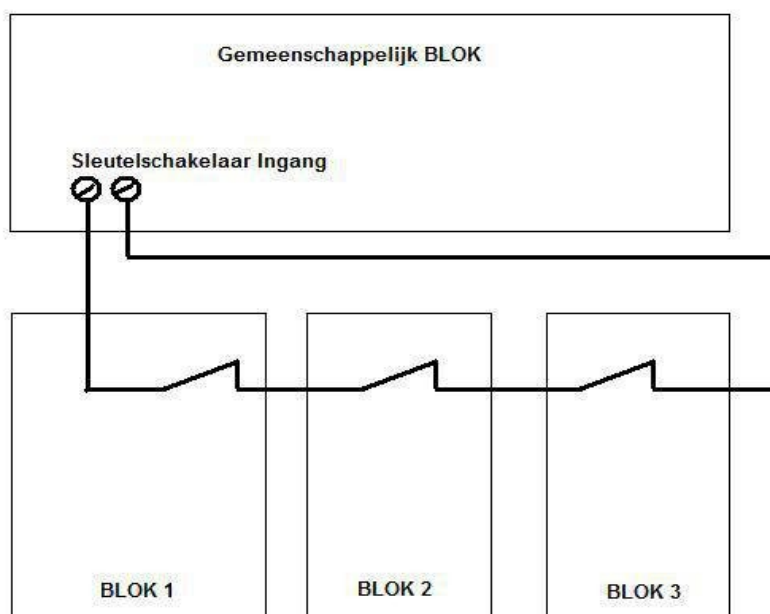 Gemeenschappelijk BLOK
Sleutelschakelaar Ingang
BLOK 1
BLOK 2
BLOK 3